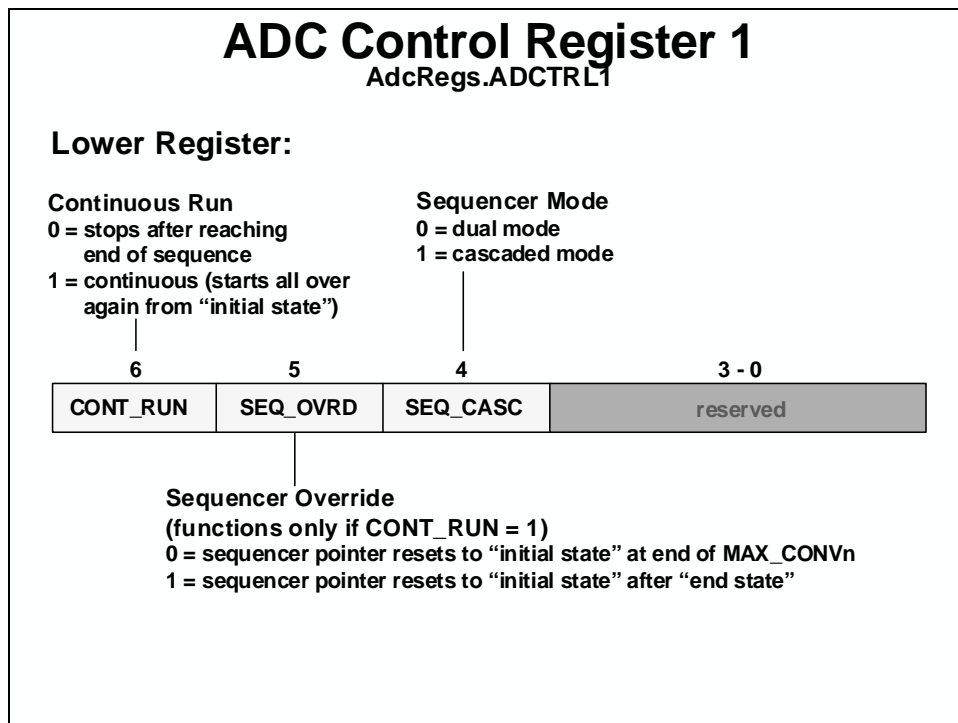 ADC Control Register 1
AdcRegs.ADCTRL1
Lower Register:
Continuous Run
0 = stops after reaching
end of sequence
1 = continuous (starts all over
again from “initial state”)
Sequencer Mode
0 = dual mode
1 = cascaded mode
6
5
4
3 - 0
CONT_RUN
SEQ_OVRD
SEQ_CASC
reserved
Sequencer Override
(functions only if CONT_RUN = 1)
0 = sequencer pointer resets to “initial state” at end of MAX_CONVn
1 = sequencer pointer resets to “initial state” after “end state”